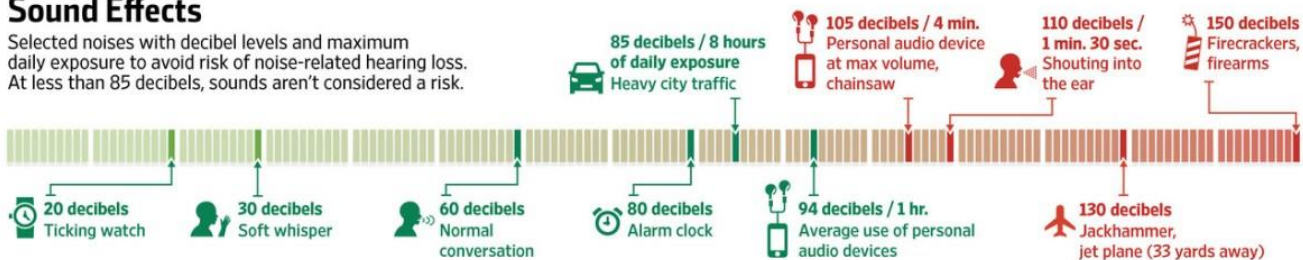 Sound Effects
Selected noises with decibel levels and maximum
daily exposure to avoid risk of noise-related hearing loss.
At less than 85 decibels, sounds aren't considered a risk.
85 decibels / 8 hours
of daily exposure
Heavy city traffic
105 decibels / 4 min.
Personal audio device
at max volume,
chainsaw
110 decibels /
1 min. 30 sec.
Shouting into
the ear
150 decibels
Firecrackers,
firearms
20 decibels
Ticking watch
30 decibels
Soft whisper
60 decibels
Normal
conversation
80 decibels
Alarm clock
94 decibels / 1 hr.
Average use of personal
audio devices
130 decibels
Jackhammer,
jet plane (33 yards away)